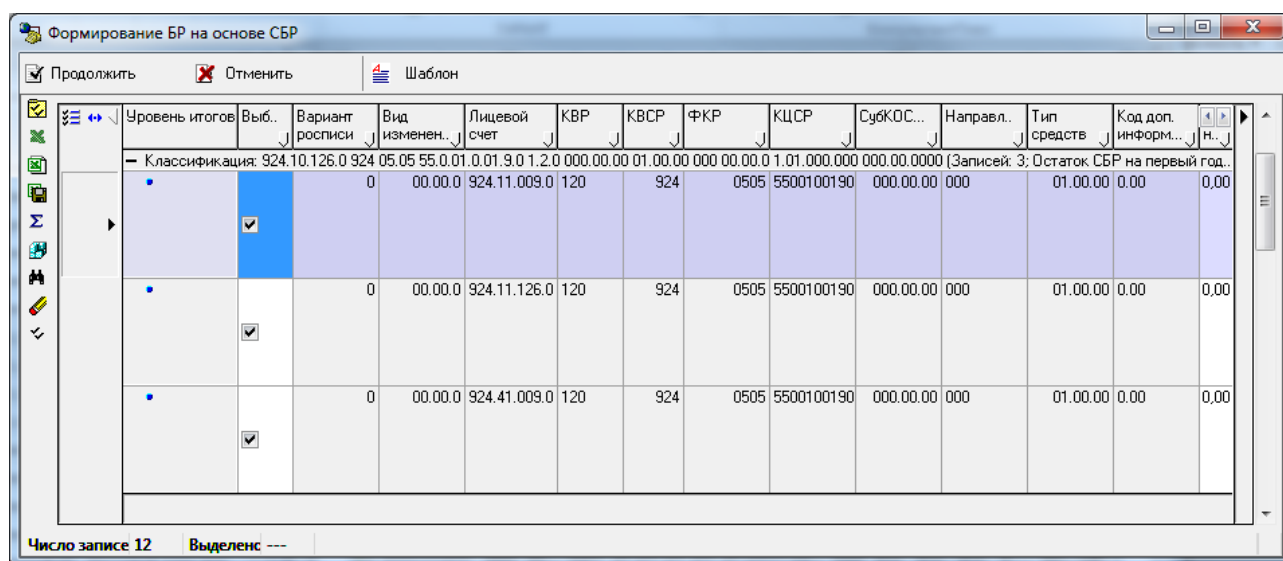 Формирование БР на основе СБР
Продолжить Отменить Шаблон
Уровень итогов Выб.. Вариант росписи Вид изменен.. Лицевой счет КВР КВСР ФКР КЦСР СубКОС... Направл.. Тип средств Код доп. информ... н..
Классификация: 924.10.126.0 924 05.05 55.0.01.0.01.9.0 1.2.0 000.00.00 01.00.00 000 00.00.0 1.01.000.000 000.00.0000 (Записей: 3; Остаток СБР на первый год..
0 00.00.0 924.11.009.0 120 924 0505 5500100190 000.00.00 000 01.00.00 0.00 0,00
0 00.00.0 924.11.126.0 120 924 0505 5500100190 000.00.00 000 01.00.00 0.00 0,00
0 00.00.0 924.41.009.0 120 924 0505 5500100190 000.00.00 000 01.00.00 0.00 0,00
Число записе 12 Выделенс ---